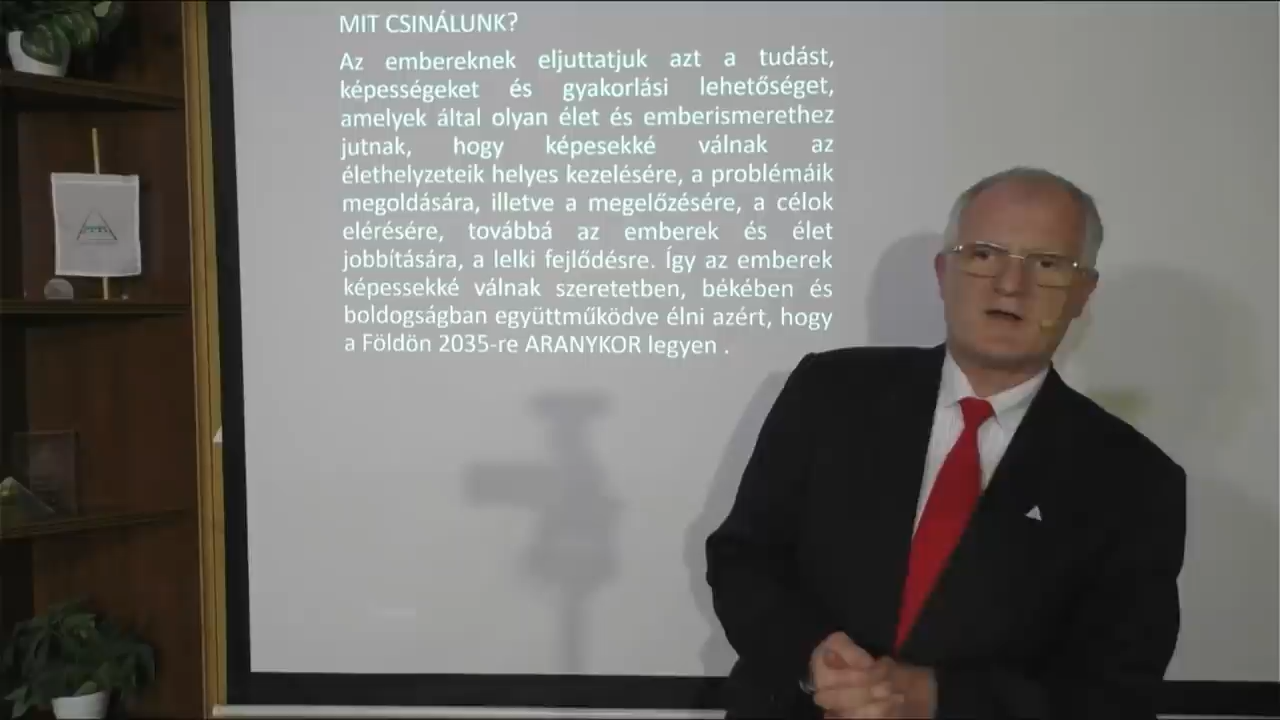 MIT CSINÁLUNK?
Az embereknek eljuttatjuk azt a tudást,
képességeket és gyakorlási lehetőséget,
amelyek által olyan élet és emberismerethez
jutnak, hogy képesekké válnak az
élethelyzeteik helyes kezelésére, a problémáik
megoldására, illetve a megelőzésére, a célok
elérésére, továbbá az emberek és élet
jobbítására, a lelki fejlődésre. Így az emberek
képessekké válnak szeretetben, békében és
boldogságban együttműködve élni azért, hogy
a Földön 2035-re ARANYKOR legyen .